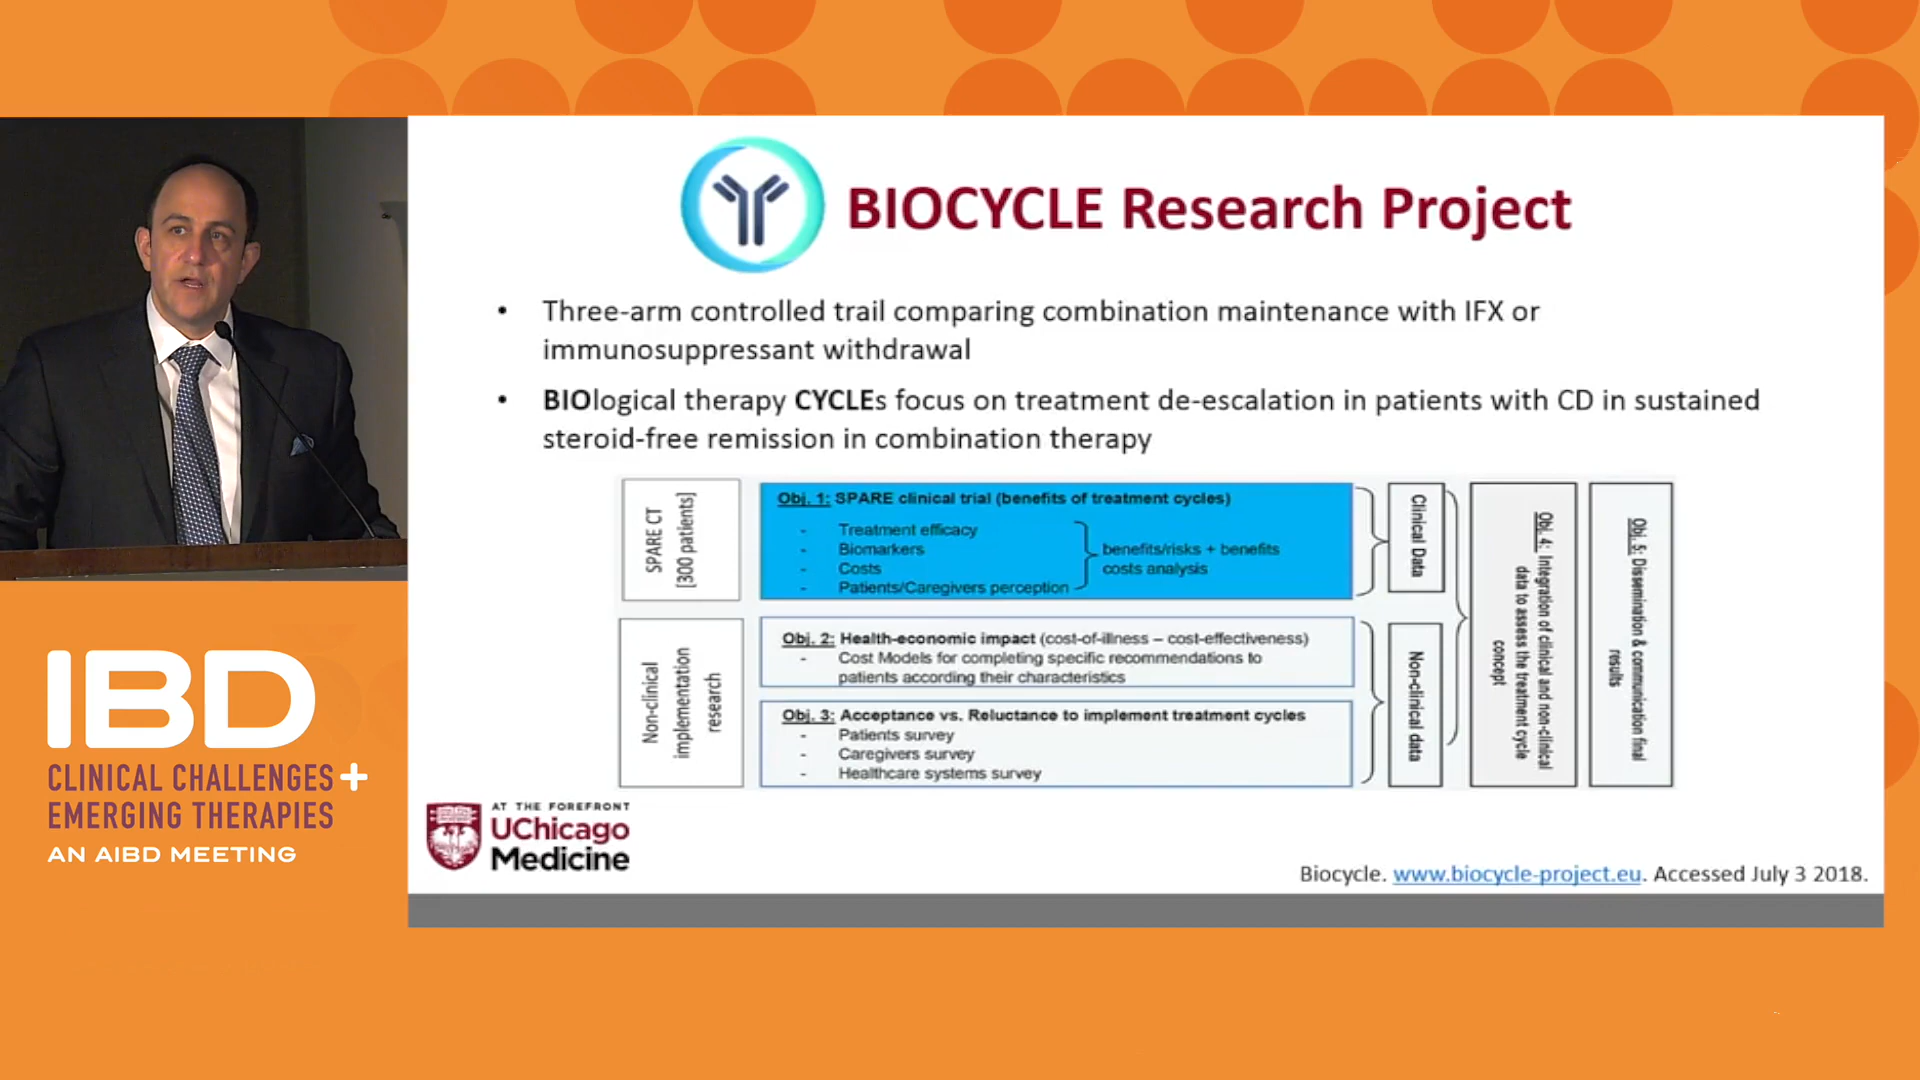 BIOCYCLE Research Project
• Three-arm controlled trail comparing combination maintenance with IFX or
immunosuppressant withdrawal
• BIOlogical therapy CYCLEs focus on treatment de-escalation in patients with CD in sustained
steroid-free remission in combination therapy
SPARE CT
[300 patients]
Obj. 1: SPARE clinical trial (benefits of treatment cycles)
- Treatment efficacy
- Biomarkers
- Costs
- Patients/Caregivers perception
benefits/risks + benefits
costs analysis
Clinical Data
Non-clinical
implementation
research
Obj. 2: Health-economic impact (cost-of-illness – cost-effectiveness)
- Cost Models for completing specific recommendations to
patients according their characteristics
Obj. 3: Acceptance vs. Reluctance to implement treatment cycles
- Patients survey
- Caregivers survey
- Healthcare systems survey
Non-clinical data
Obj. 4: Integration of clinical and non-clinical
data to assess the treatment cycle
concept
Obj. 5: Dissemination & communication final
results
AT THE FOREFRONT
UChicago
Medicine
Biocycle. www.biocycle-project.eu. Accessed July 3 2018.
IBD
CLINICAL CHALLENGES +
EMERGING THERAPIES
AN AIBD MEETING